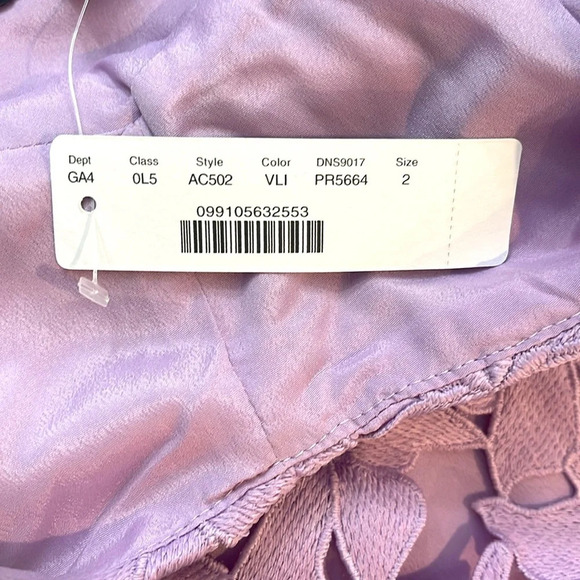 Dept Class Style Color DNS9017 Size
GA4 0L5 AC502 VLI PR5664 2
099105632553